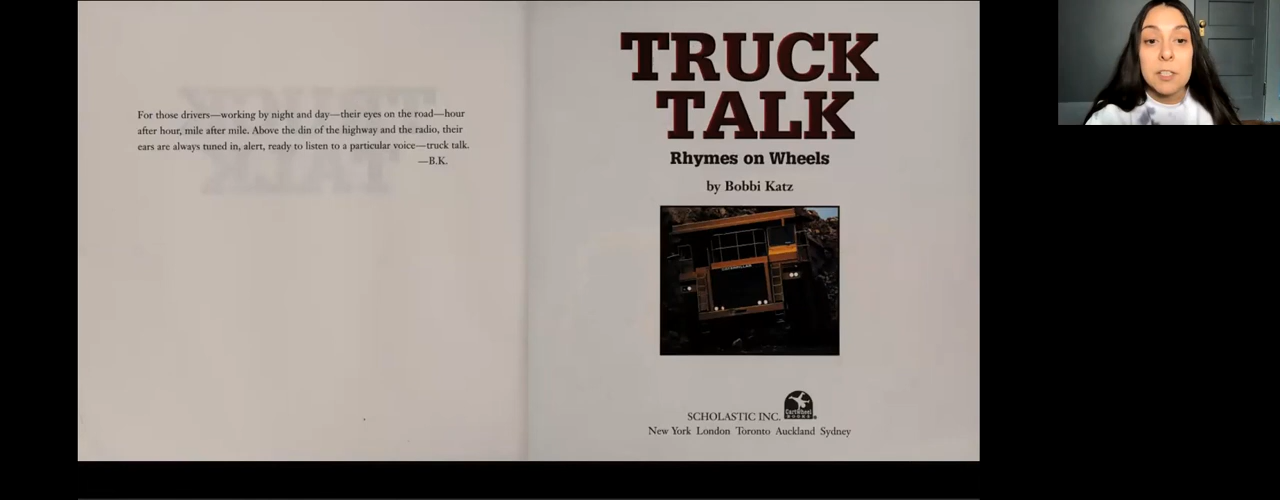 For those drivers—working by night and day—their eyes on the road—hour
after hour, mile after mile. Above the din of the highway and the radio, their
ears are always tuned in, alert, ready to listen to a particular voice—truck talk.
—B.K.
TRUCK
TALK
Rhymes on Wheels
by Bobbi Katz
CATERPILLAR
SCHOLASTIC INC.
Cartwheel
BOOKS
®
New York London Toronto Auckland Sydney